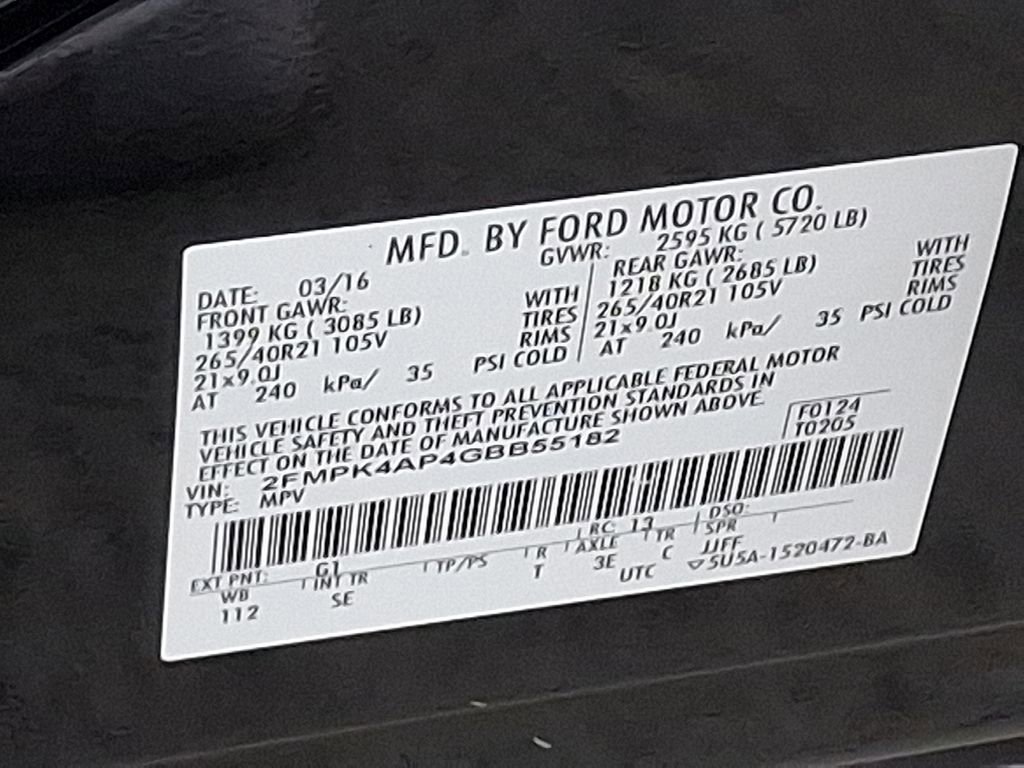 MFD. BY FORD MOTOR CO.
DATE: 03/16 GVWR: 2595 KG ( 5720 LB)
FRONT GAWR: REAR GAWR:
1399 KG ( 3085 LB) WITH 1218 KG ( 2685 LB) WITH
265/40R21 105V TIRES 265/40R21 105V TIRES
21x9.0J RIMS 21x9.0J RIMS
AT 240 kPa/ 35 PSI COLD AT 240 kPa/ 35 PSI COLD
THIS VEHICLE CONFORMS TO ALL APPLICABLE FEDERAL MOTOR
VEHICLE SAFETY AND THEFT PREVENTION STANDARDS IN
EFFECT ON THE DATE OF MANUFACTURE SHOWN ABOVE.
VIN: 2FMPK4AP4GBB55182 F0124
TYPE: MPV T0205
EXT PNT: G1 RC: 13 DSO:
WB INT TR TP/PS R AXLE TR SPR
112 SE T 3E C JJFF
UTC ▽5U5A-1520472-BA